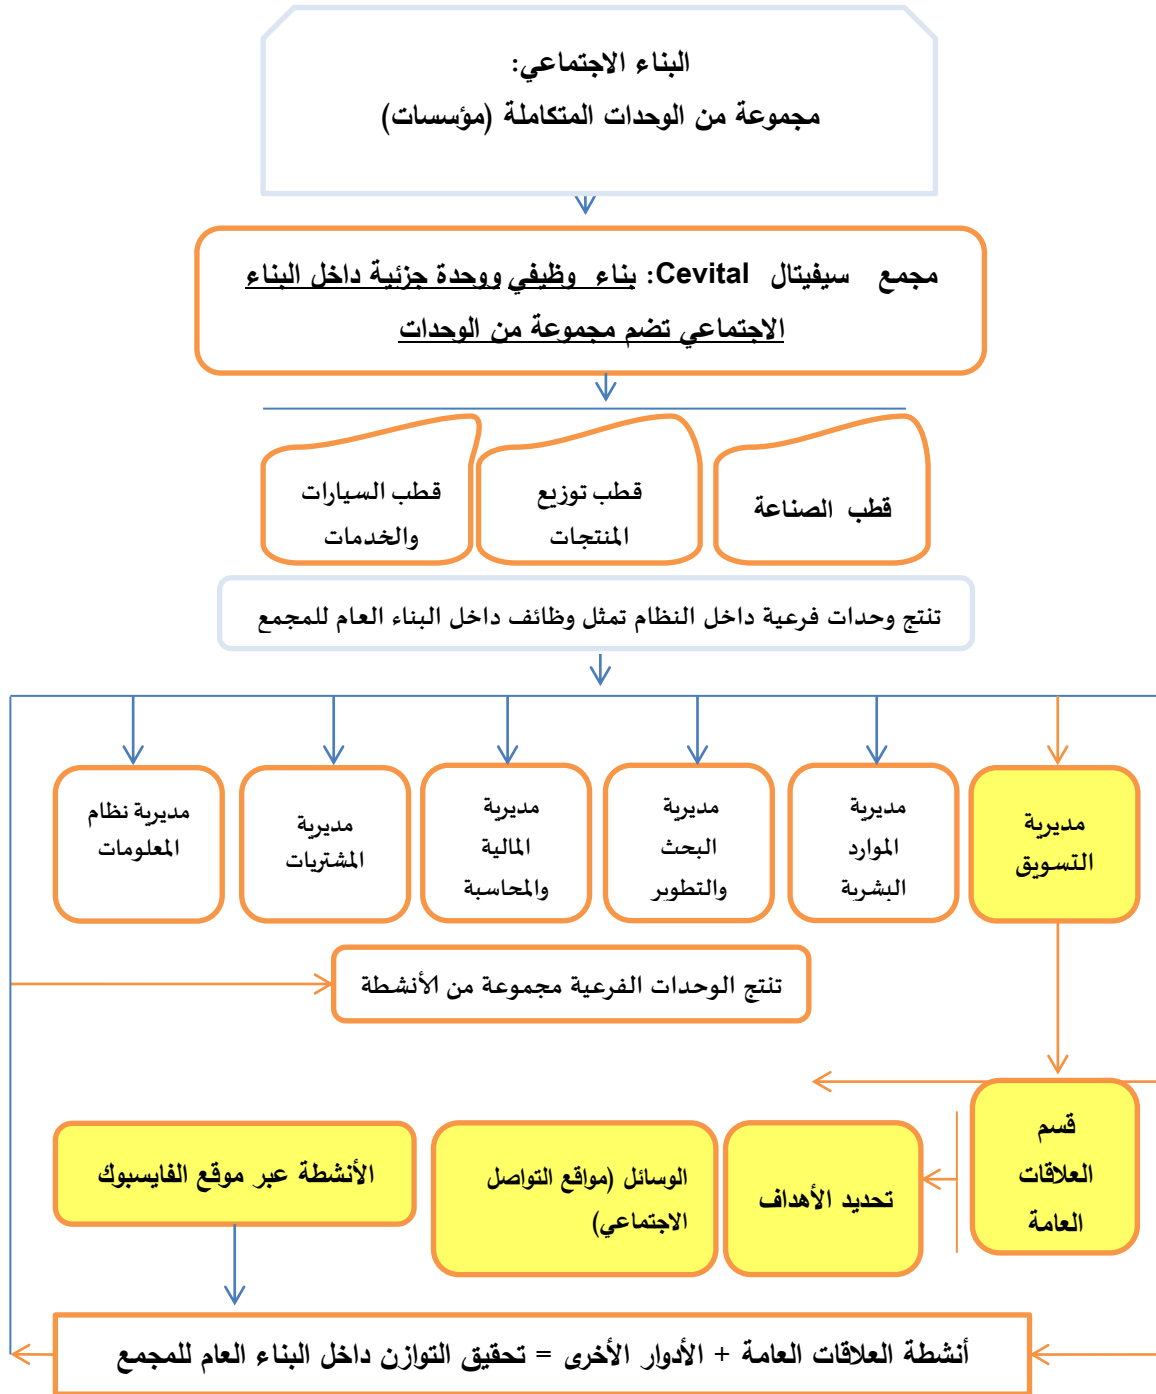 البناء الاجتماعي:
مجموعة من الوحدات المتكاملة (مؤسسات)
مجمع سيفيتال Cevital: بناء وظيفي ووحدة جزئية داخل البناء
الاجتماعي تضم مجموعة من الوحدات
قطب الصناعة
قطب توزيع
المنتجات
قطب السيارات
والخدمات
تنتج وحدات فرعية داخل النظام تمثل وظائف داخل البناء العام للمجمع
مديرية
التسويق
مديرية
الموارد
البشرية
مديرية
البحث
والتطوير
مديرية
المالية
والمحاسبة
مديرية
المشتريات
مديرية نظام
المعلومات
تنتج الوحدات الفرعية مجموعة من الأنشطة
قسم
العلاقات
العامة
تحديد الأهداف
الوسائل (مواقع التواصل
الاجتماعي)
الأنشطة عبر موقع الفايسبوك
أنشطة العلاقات العامة + الأدوار الأخرى = تحقيق التوازن داخل البناء العام للمجمع